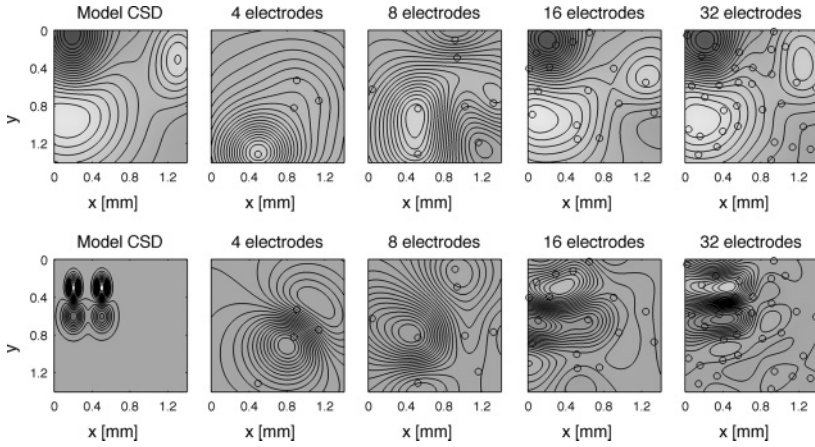 Model CSD 4 electrodes 8 electrodes 16 electrodes 32 electrodes
0
0.4
0.8
1.2
y
0 0.4 0.8 1.2 0 0.4 0.8 1.2 0 0.4 0.8 1.2 0 0.4 0.8 1.2 0 0.4 0.8 1.2
x [mm] x [mm] x [mm] x [mm] x [mm]
Model CSD 4 electrodes 8 electrodes 16 electrodes 32 electrodes
0
0.4
0.8
1.2
y
0 0.4 0.8 1.2 0 0.4 0.8 1.2 0 0.4 0.8 1.2 0 0.4 0.8 1.2 0 0.4 0.8 1.2
x [mm] x [mm] x [mm] x [mm] x [mm]